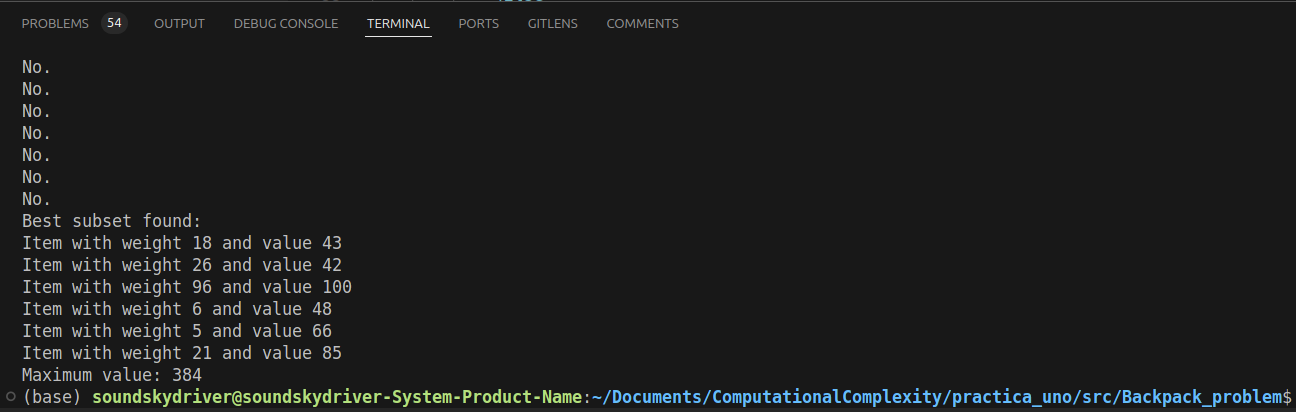 PROBLEMS 54 OUTPUT DEBUG CONSOLE TERMINAL PORTS GITLENS COMMENTS
No.
No.
No.
No.
No.
No.
No.
Best subset found:
Item with weight 18 and value 43
Item with weight 26 and value 42
Item with weight 96 and value 100
Item with weight 6 and value 48
Item with weight 5 and value 66
Item with weight 21 and value 85
Maximum value: 384
(base) soundskydriver@soundskydriver-System-Product-Name:~/Documents/ComputationalComplexity/practica_uno/src/Backpack_problem$